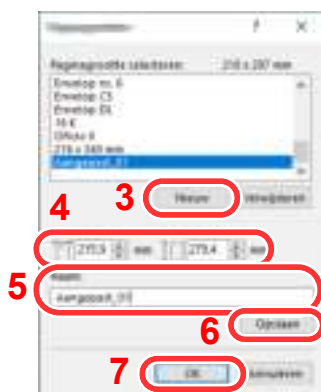 ? X
Paginagrootte selecteren: 216 x 297 mm
Envelop nr. 6
Envelop C5
Envelop DL
16 K
Oficio II
216 x 340 mm
Aangepast_01
3 Nieuw Verwijderen
4
215.9 mm 279.4 mm
5 Naam:
Aangepast_01
6 Opslaan
7 OK Annuleren